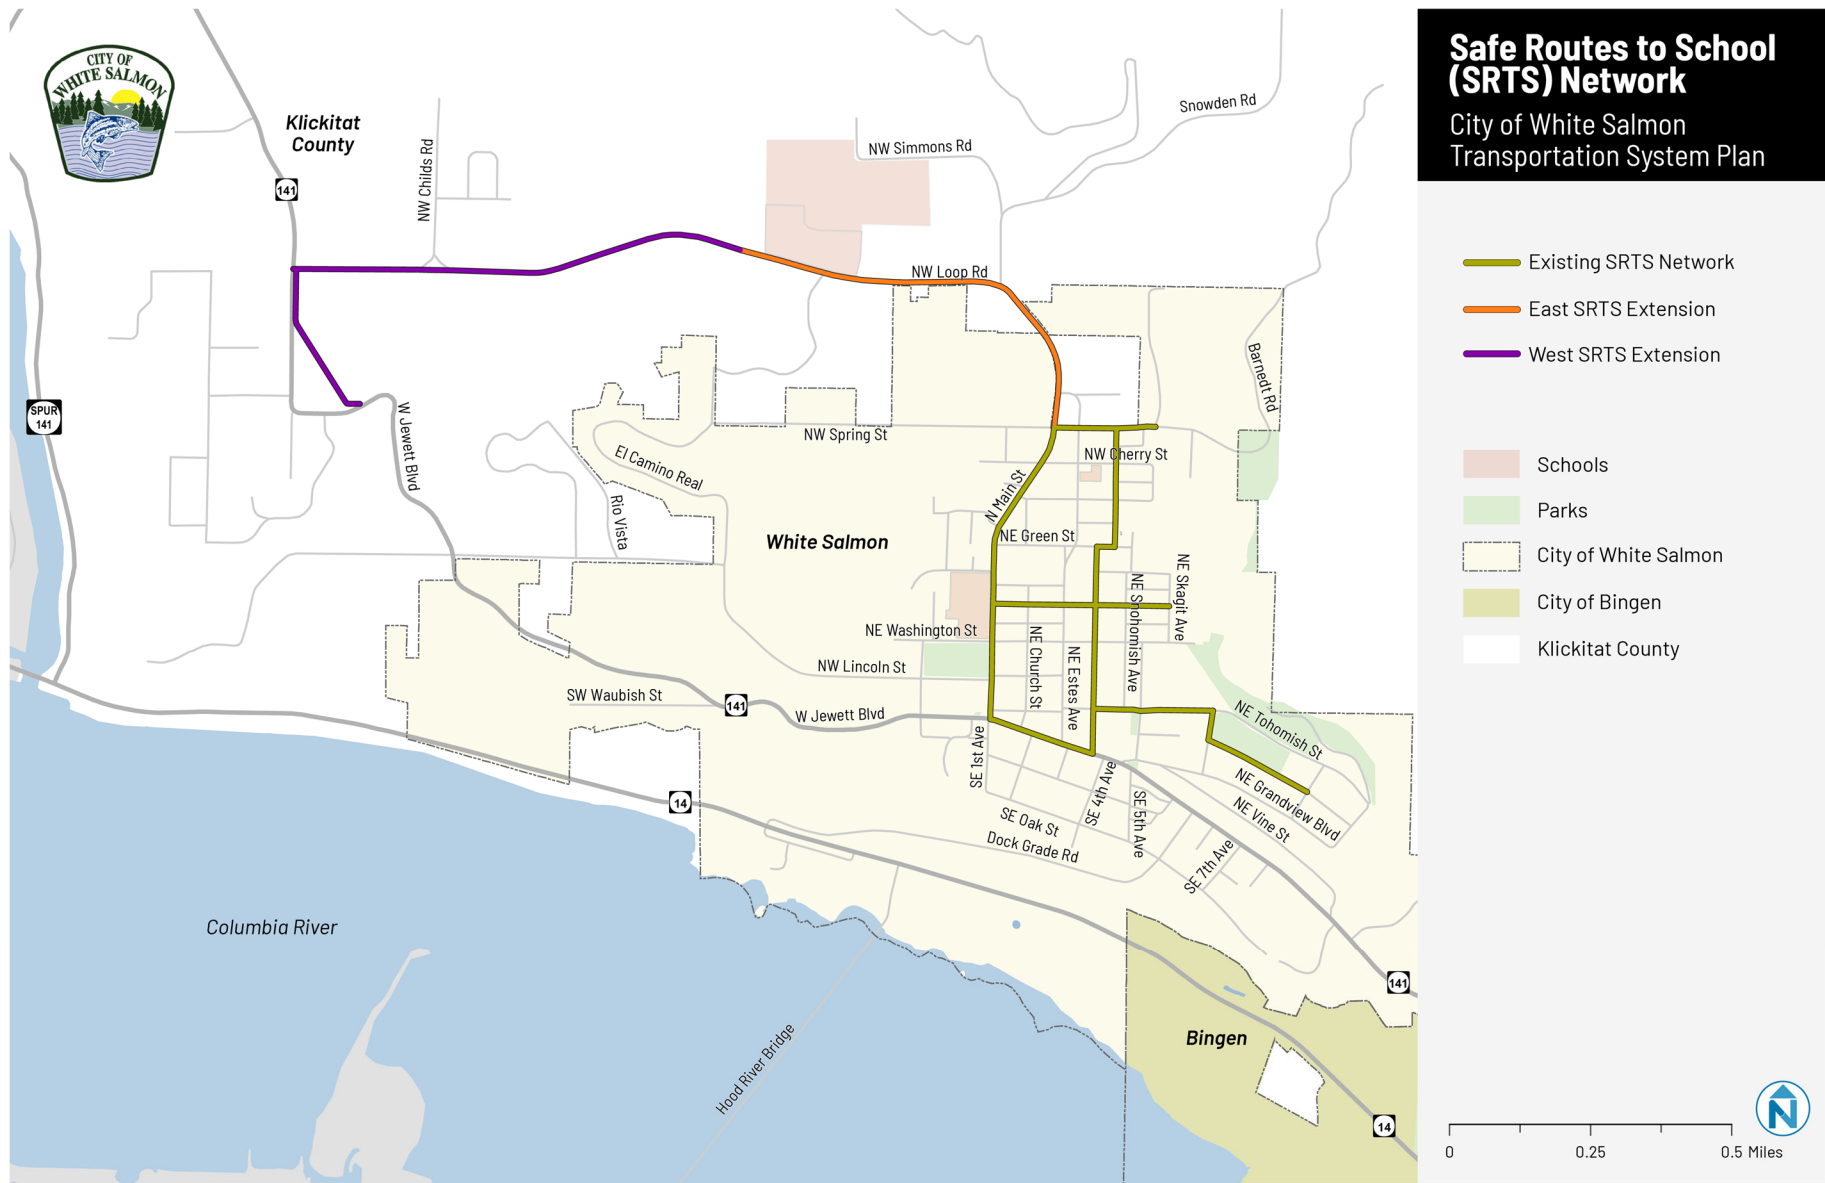 CITY OF
WHITE SALMON
Safe Routes to School
(SRTS) Network
City of White Salmon
Transportation System Plan
Existing SRTS Network
East SRTS Extension
West SRTS Extension
Schools
Parks
City of White Salmon
City of Bingen
Klickitat County
0
0.25
0.5 Miles
N
Klickitat
County
141
NW Childs Rd
NW Simmons Rd
Snowden Rd
NW Loop Rd
Barnedt Rd
SPUR
141
W Jewett Blvd
NW Spring St
El Camino Real
Rio Vista
NW Cherry St
N Main St
White Salmon
NE Green St
NE Skagit Ave
NE Snohomish Ave
NE Washington St
NE Church St
NE Estes Ave
NW Lincoln St
SW Waubish St
141
W Jewett Blvd
SE 1st Ave
NE Tohomish St
NE Grandview Blvd
NE Vine St
SE 4th Ave
SE 5th Ave
SE Oak St
Dock Grade Rd
SE 7th Ave
14
Columbia River
Hood River Bridge
141
Bingen
14